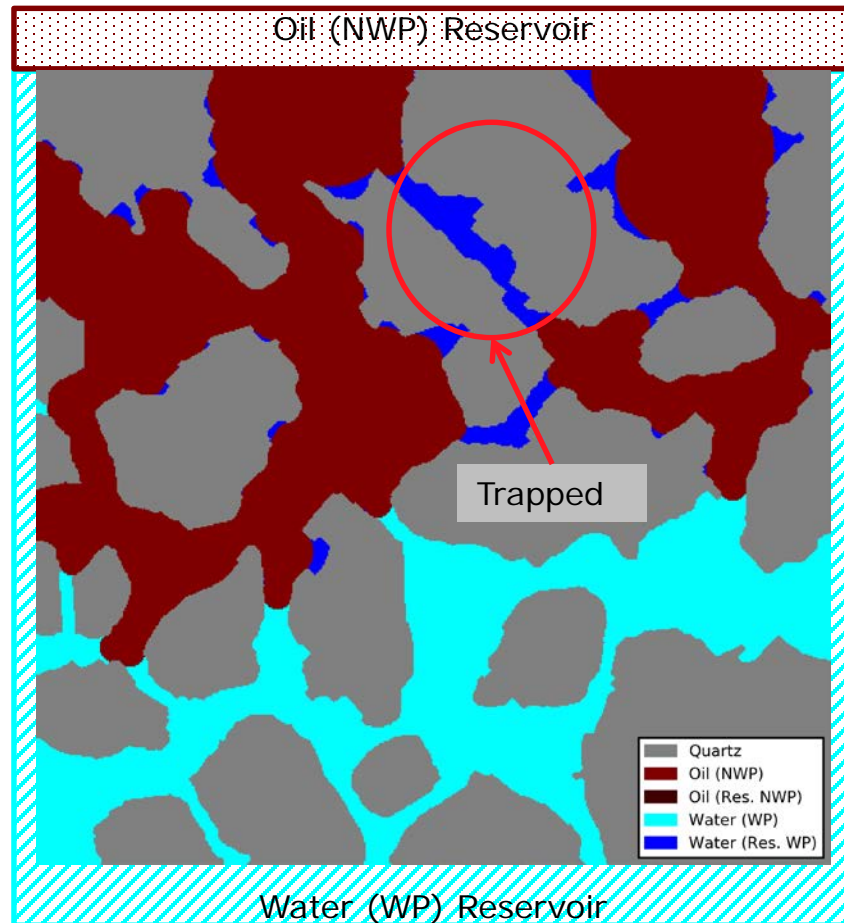 Oil (NWP) Reservoir
Trapped
Quartz
Oil (NWP)
Oil (Res. NWP)
Water (WP)
Water (Res. WP)
Water (WP) Reservoir